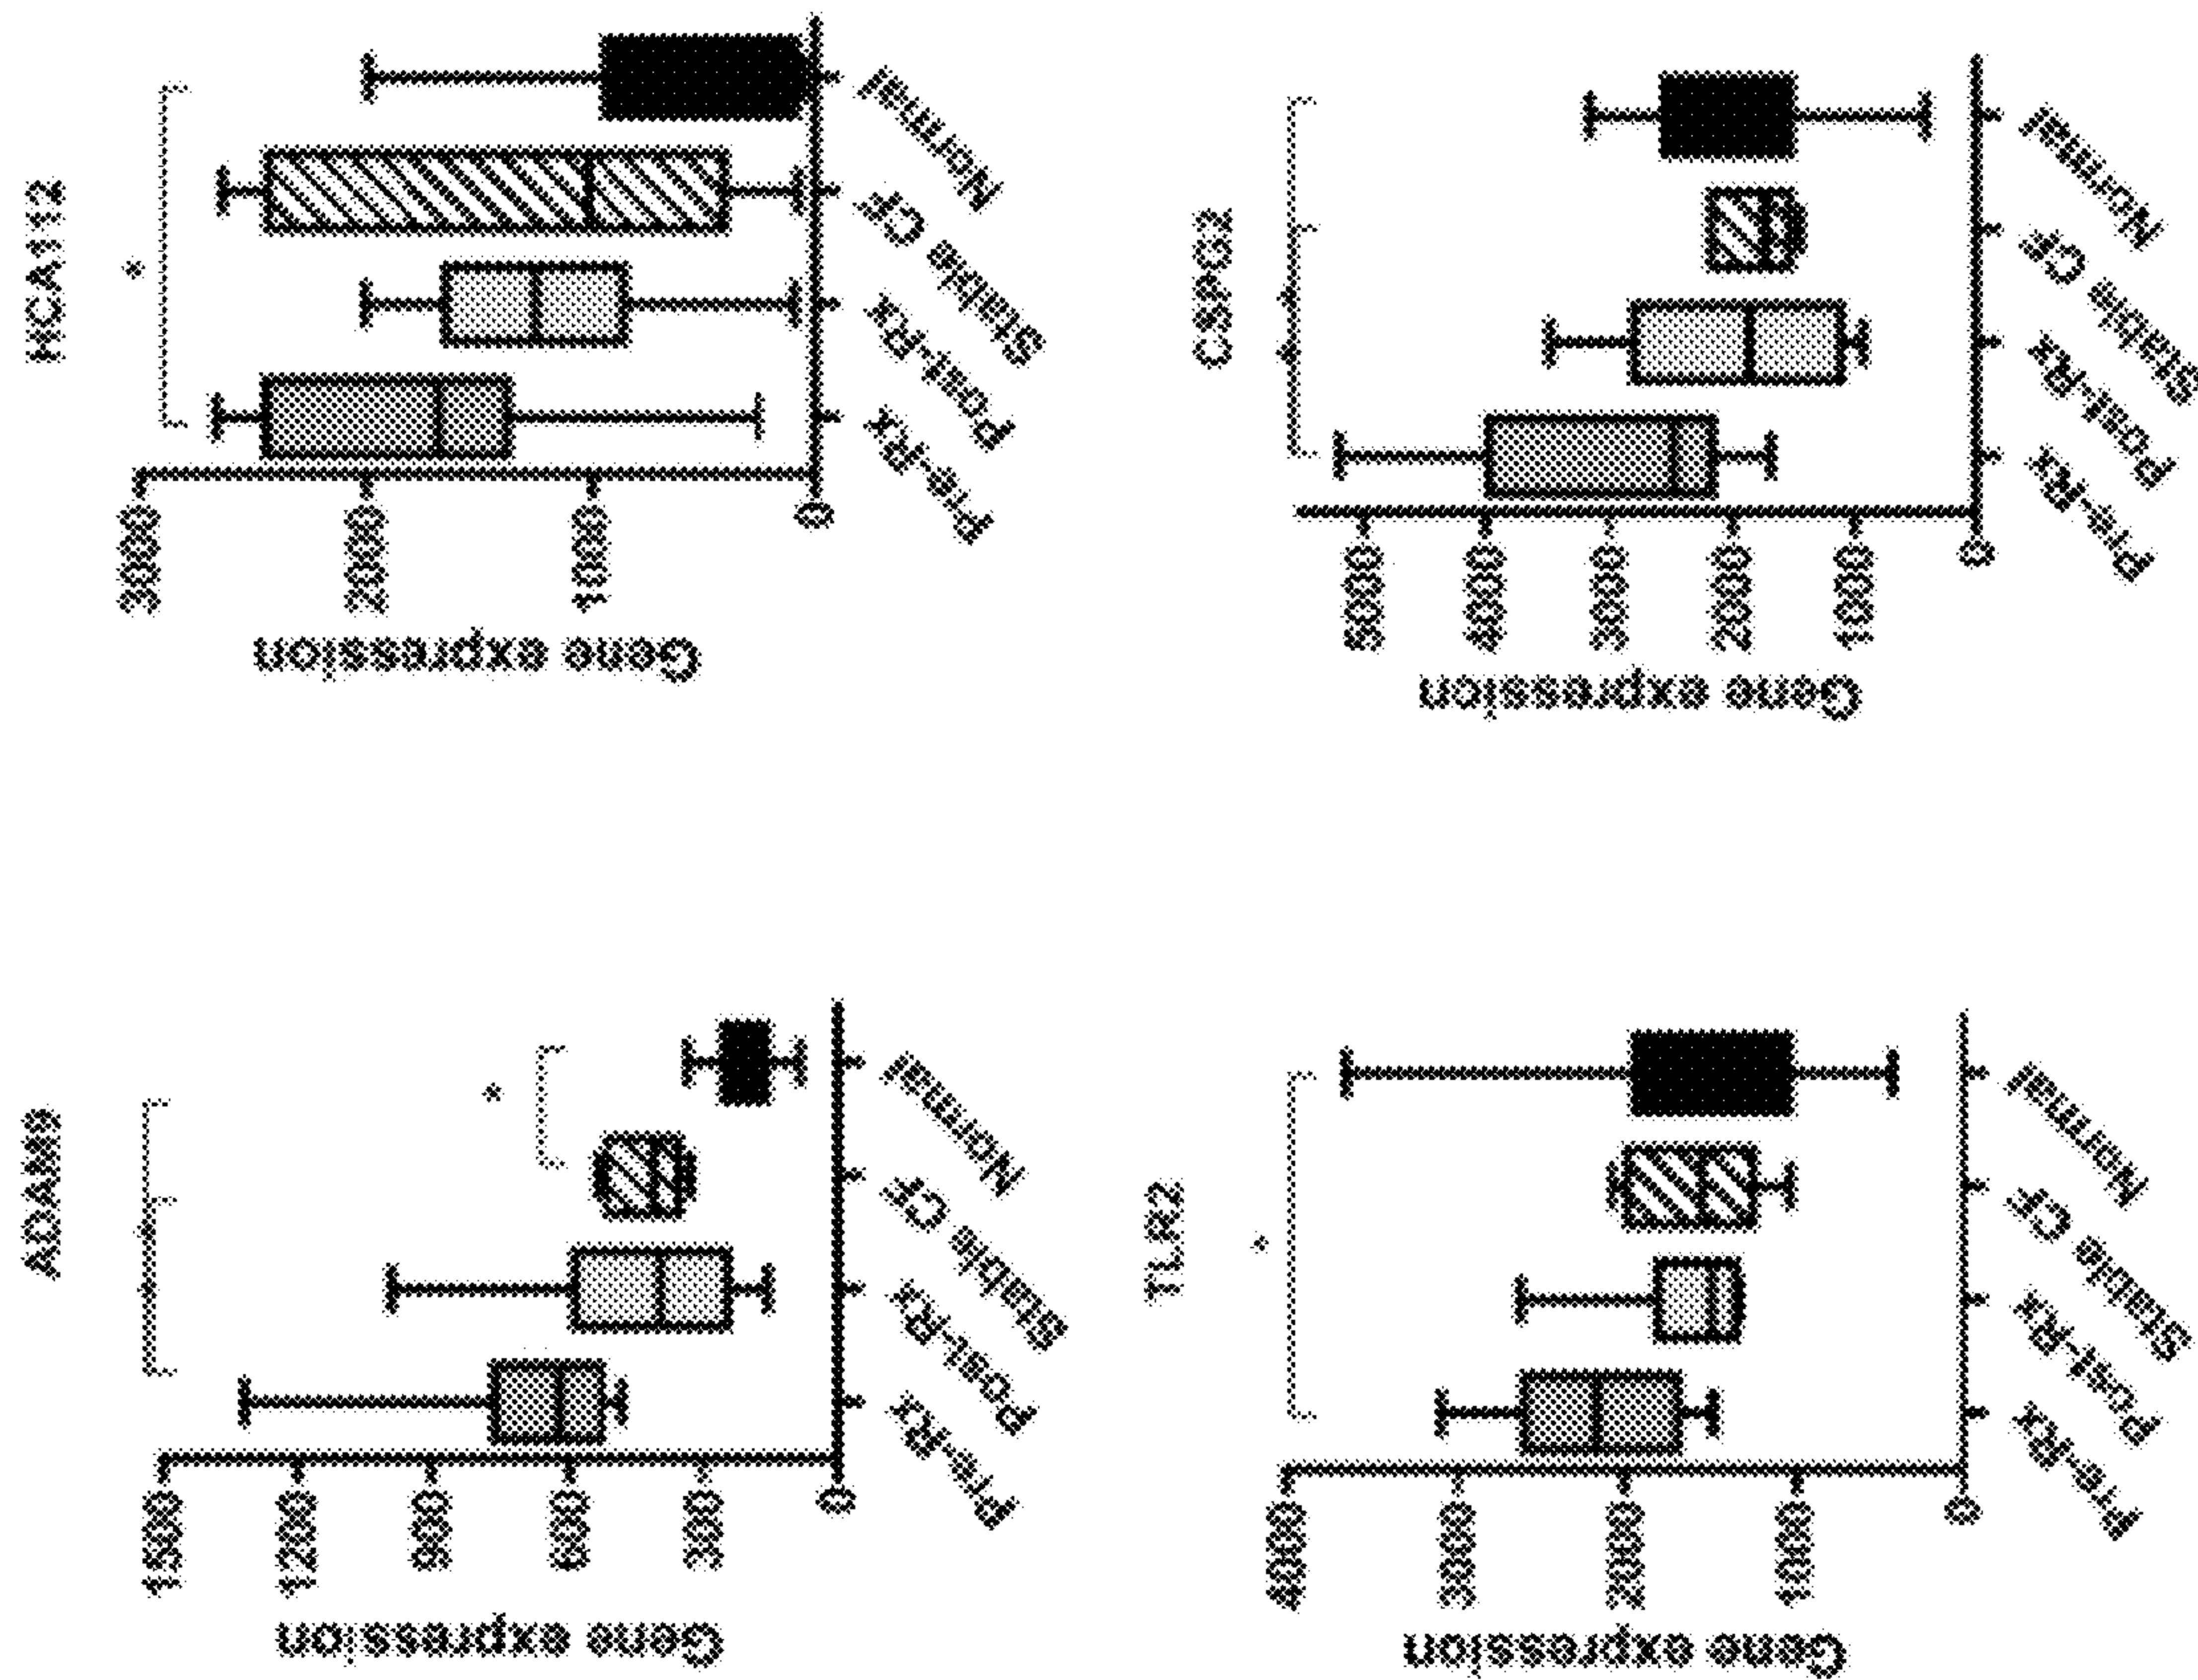 ADAM9
*
*
*
Gene expression
1500
1200
900
600
300
0
Pre-Rx
Post-Rx
Stable CF
Normal
HCA112
*
Gene expression
3000
2000
1000
0
Pre-Rx
Post-Rx
Stable CF
Normal
TLR2
*
Gene expression
4000
3000
2000
1000
0
Pre-Rx
Post-Rx
Stable CF
Normal
CSPG2
*
*
Gene expression
5000
4000
3000
2000
1000
0
Pre-Rx
Post-Rx
Stable CF
Normal